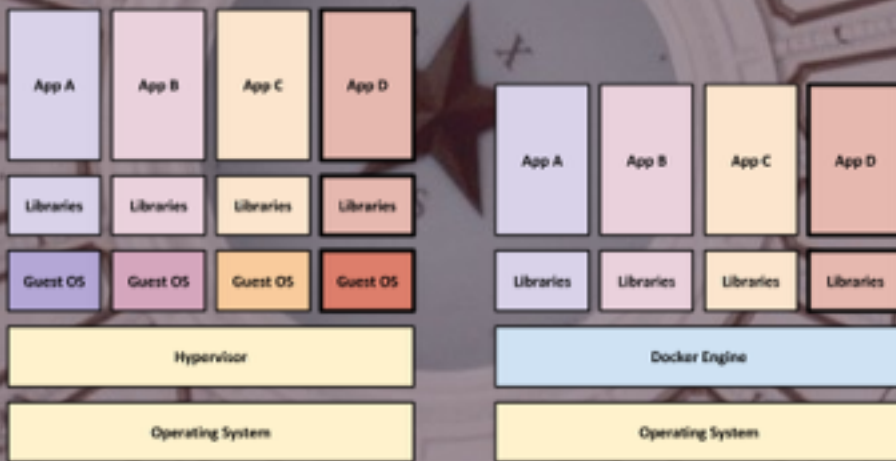 App A App B App C App D
App A App B App C App D
Libraries Libraries Libraries Libraries
Guest OS Guest OS Guest OS Guest OS
Libraries Libraries Libraries Libraries
Hypervisor
Docker Engine
Operating System
Operating System